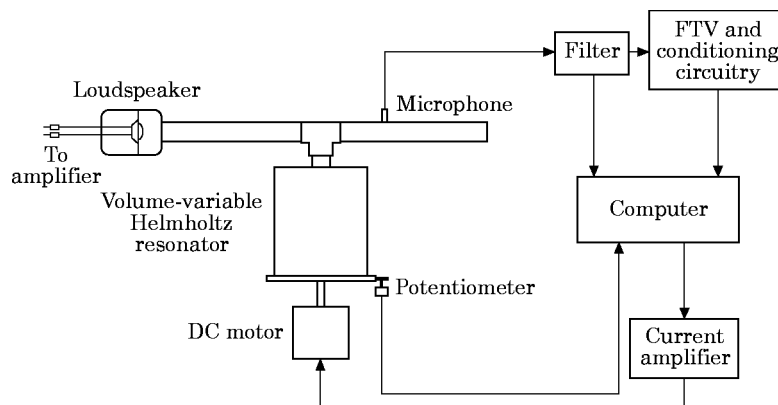 Loudspeaker
To
amplifier
Volume-variable
Helmholtz
resonator
DC motor
Microphone
Potentiometer
Filter
FTV and
conditioning
circuitry
Computer
Current
amplifier